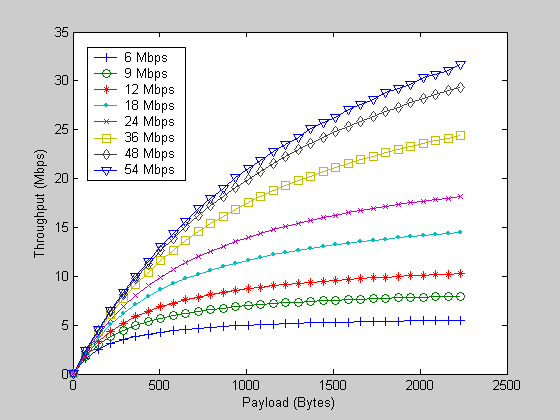 35
30
25
20
15
10
5
0
Throughput (Mbps)
6 Mbps
9 Mbps
12 Mbps
18 Mbps
24 Mbps
36 Mbps
48 Mbps
54 Mbps
0
500
1000
1500
2000
2500
Payload (Bytes)